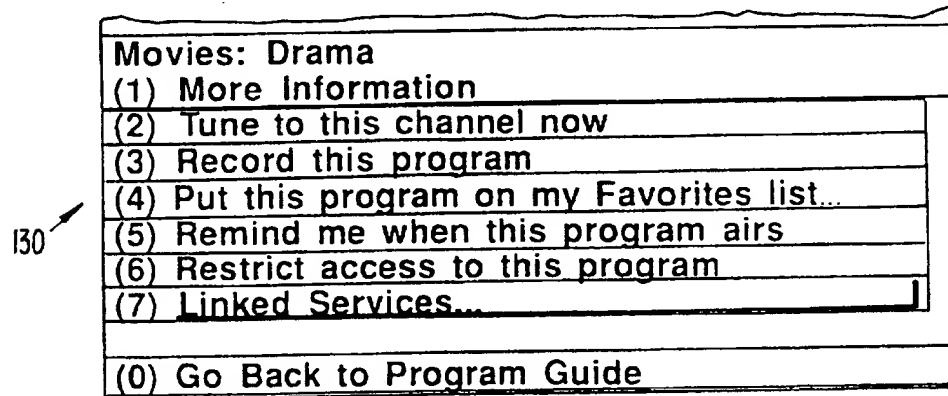 Movies: Drama
(1) More Information
(2) Tune to this channel now
(3) Record this program
(4) Put this program on my Favorites list...
(5) Remind me when this program airs
(6) Restrict access to this program
(7) Linked Services...
(0) Go Back to Program Guide
130